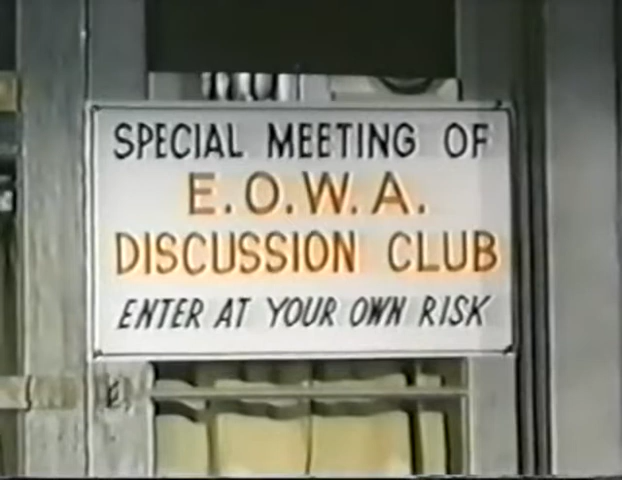 SPECIAL MEETING OF
E.O.W.A.
DISCUSSION CLUB
ENTER AT YOUR OWN RISK